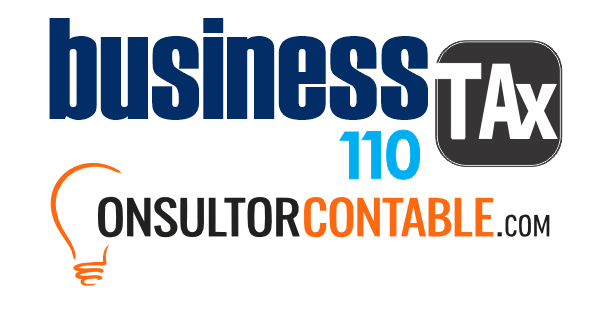 business TAx
110
ONSULTORCONTABLE.COM